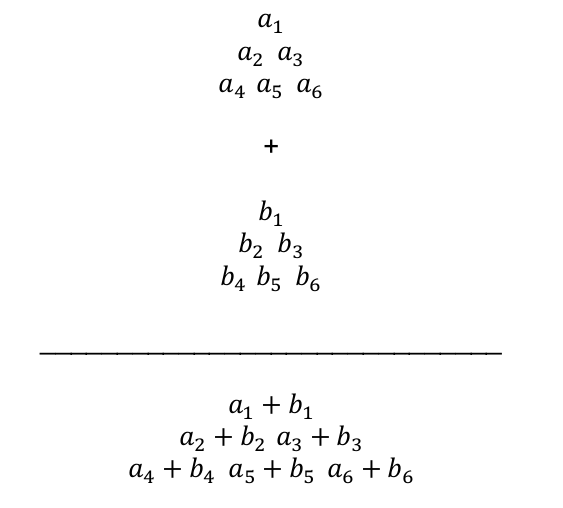 a₁
a₂ a₃
a₄ a₅ a₆
+
b₁
b₂ b₃
b₄ b₅ b₆
a₁ + b₁
a₂ + b₂ a₃ + b₃
a₄ + b₄ a₅ + b₅ a₆ + b₆